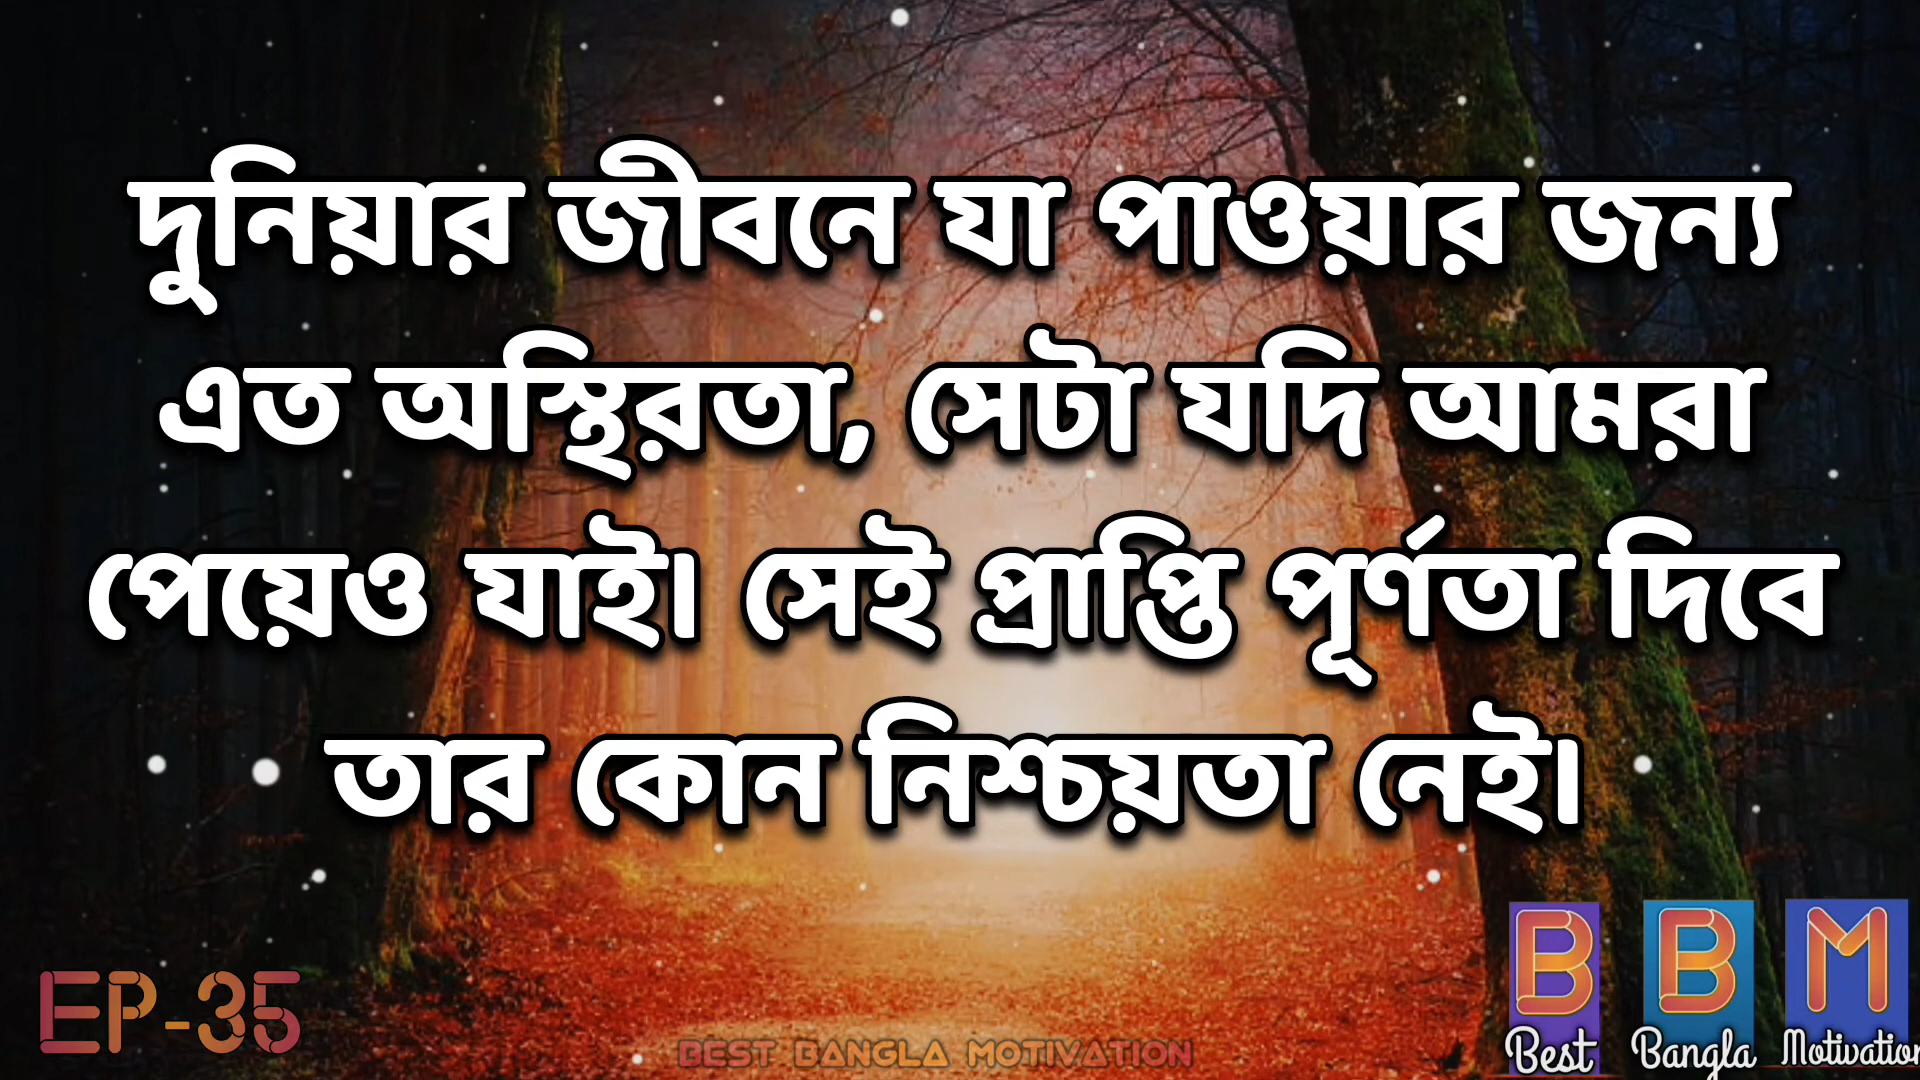 দুনিয়ার জীবনে যা পাওয়ার জন্য
এত অস্থিরতা, সেটা যদি আমরা
পেয়েও যাই। সেই প্রাপ্তি পূর্ণতা দিবে
তার কোন নিশ্চয়তা নেই।
EP-35
BEST BANGLA MOTIVATION
B B M
Best Bangla Motivation